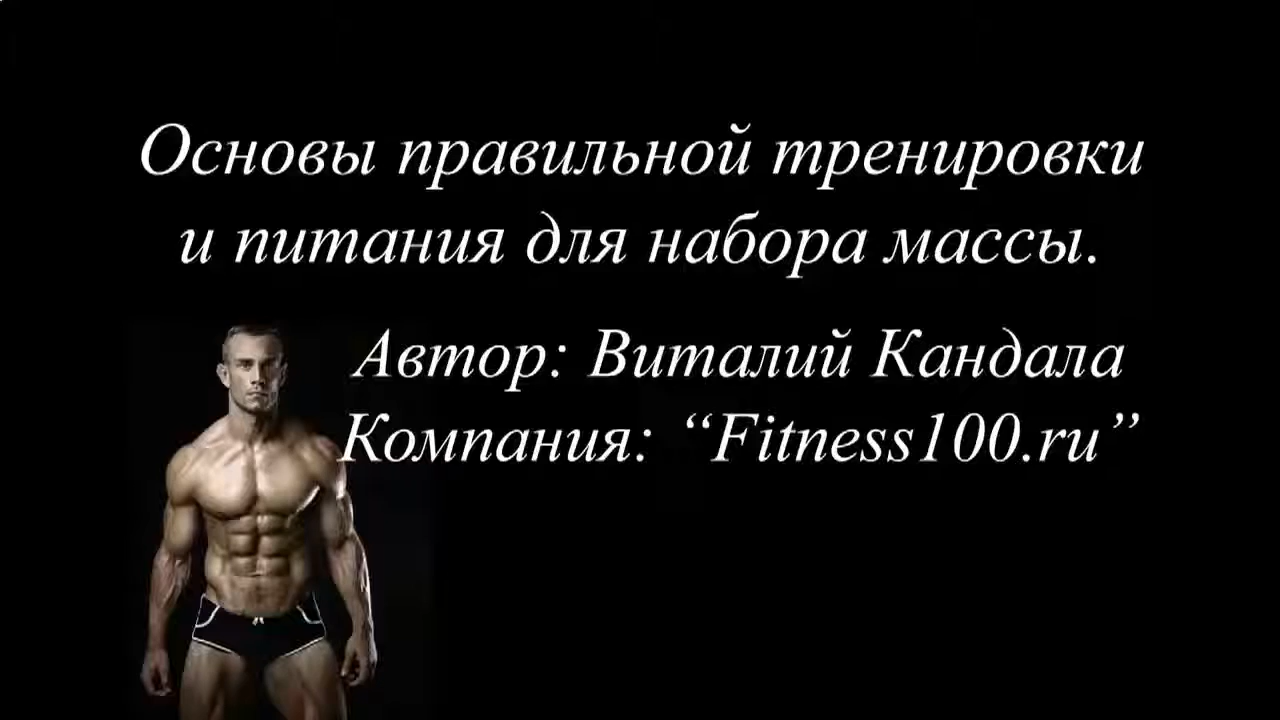 Основы правильной тренировки
и питания для набора массы.
Автор: Виталий Кандала
Компания: “Fitness100.ru”